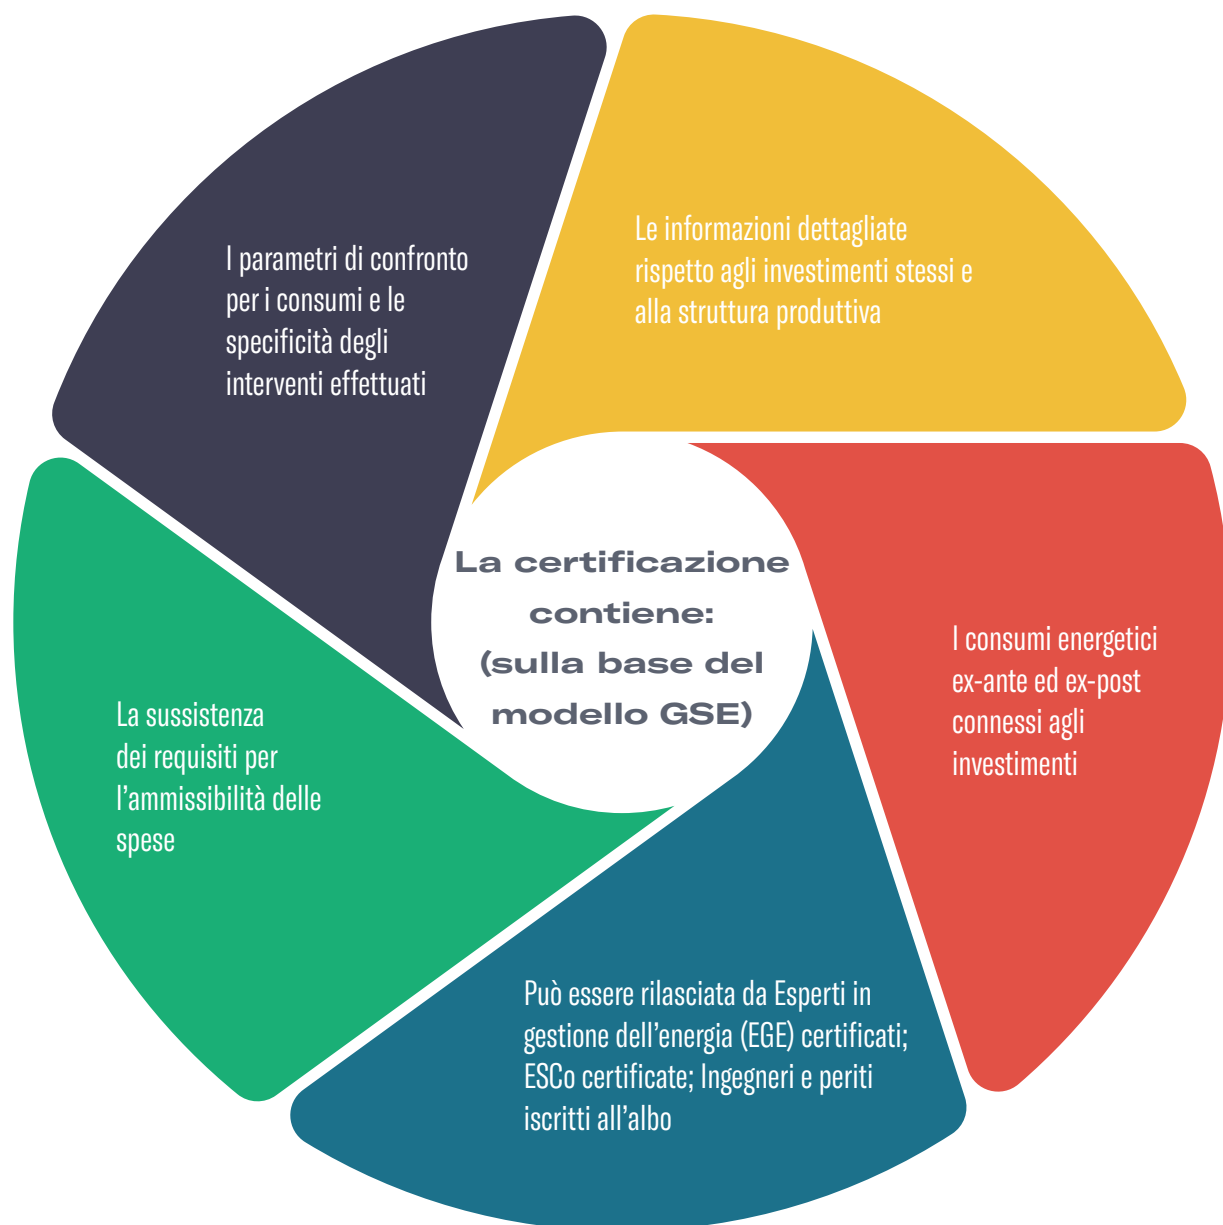 La certificazione
contiene:
(sulla base del
modello GSE)
Le informazioni dettagliate
rispetto agli investimenti stessi e
alla struttura produttiva
I consumi energetici
ex-ante ed ex-post
connessi agli
investimenti
Può essere rilasciata da Esperti in
gestione dell’energia (EGE) certificati;
ESCo certificate; Ingegneri e periti
iscritti all’albo
La sussistenza
dei requisiti per
l’ammissibilità delle
spese
I parametri di confronto
per i consumi e le
specificità degli
interventi effettuati